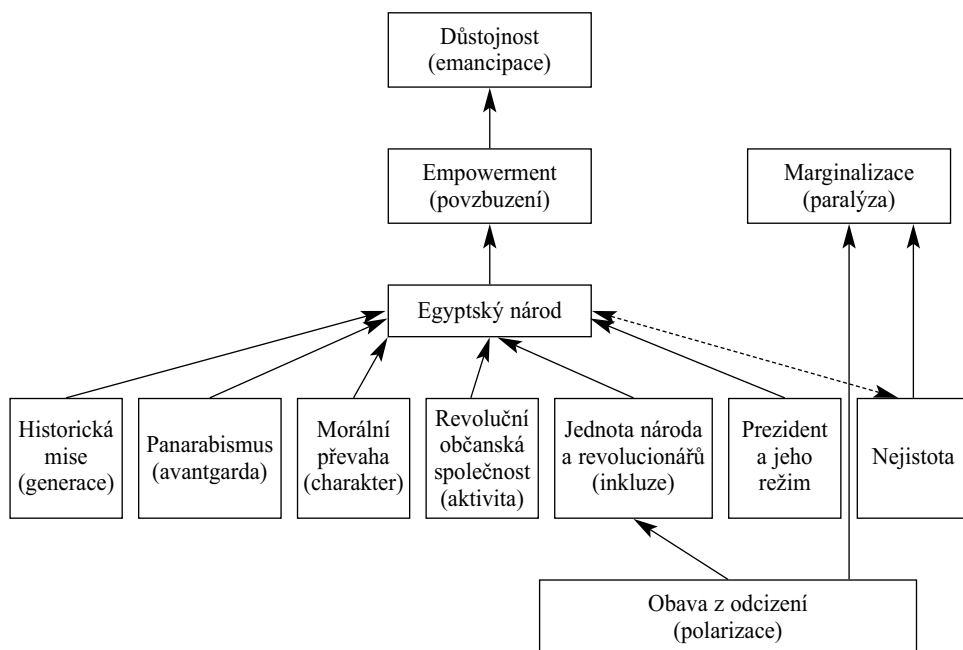 Důstojnost
(emancipace)
Empowerment
(povzbuzení)
Marginalizace
(paralýza)
Egyptský národ
Historická
mise
(generace)
Panarabismus
(avantgarda)
Morální
převaha
(charakter)
Revoluční
občanská
společnost
(aktivita)
Jednota národa
a revolucionářů
(inkluze)
Prezident
a jeho
režim
Nejistota
Obava z odcizení
(polarizace)